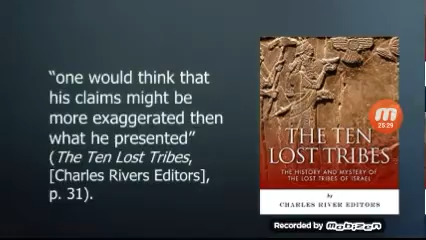 “one would think that
his claims might be
more exaggerated then
what he presented”
(The Ten Lost Tribes,
[Charles Rivers Editors],
p. 31).
25:29
THE TEN
LOST TRIBES
THE HISTORY AND MYSTERY OF
THE LOST TRIBES OF ISRAEL
by
CHARLES RIVER EDITORS
Recorded by Mobizen